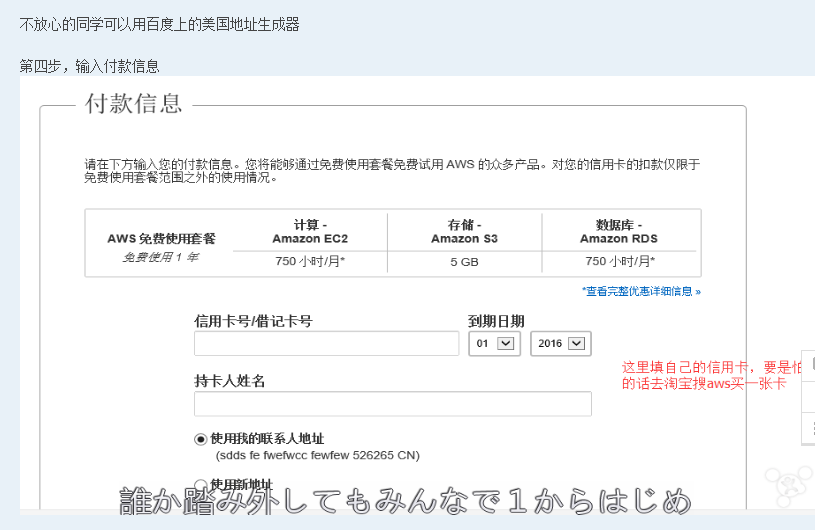 不放心的同学可以用百度上的美国地址生成器
第四步，输入付款信息
付款信息
请在下方输入您的付款信息。您将能够通过免费使用套餐免费试用 AWS 的众多产品。对您的信用卡的扣款仅限于
免费使用套餐范围之外的使用情况。
AWS 免费使用套餐
免费使用 1 年
计算 -
Amazon EC2
750 小时/月*
存储 -
Amazon S3
5 GB
数据库 -
Amazon RDS
750 小时/月*
*查看完整优惠详细信息 »
信用卡号/借记卡号
到期日期
01
2016
这里填自己的信用卡，要是怕
的话去淘宝搜aws买一张卡
持卡人姓名
使用我的联系人地址
(sdds fe fwefwcc fewfew 526265 CN)
使用新地址
誰か踏み外してもみんなで１からはじめ